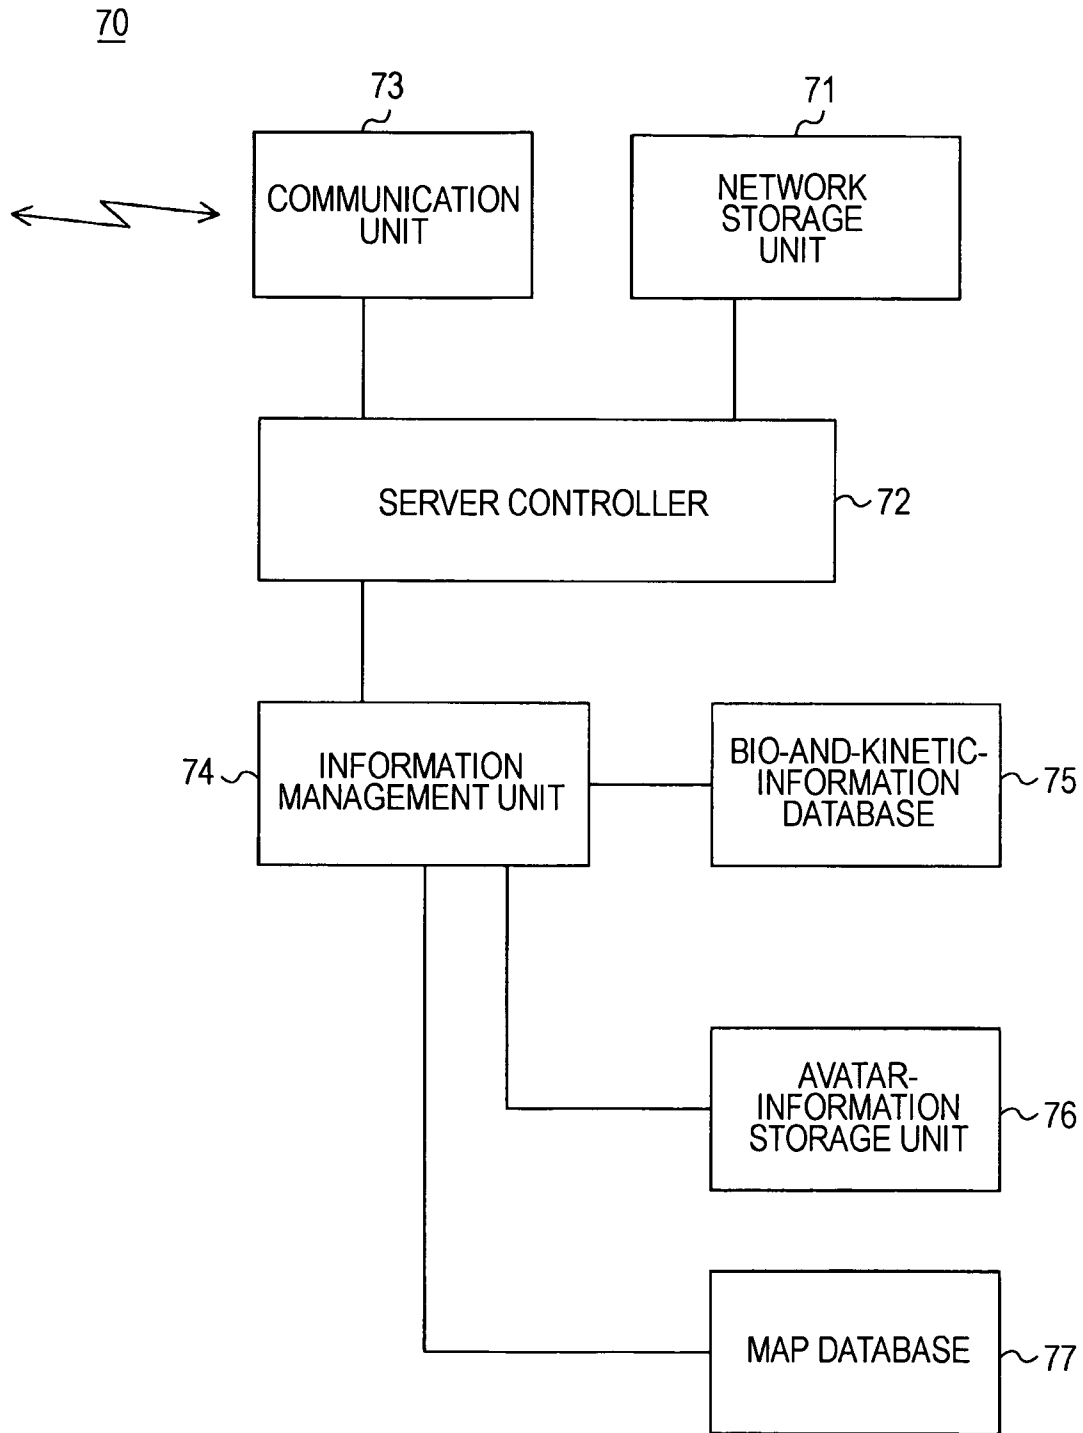 70
73
71
COMMUNICATION
UNIT
NETWORK
STORAGE
UNIT
SERVER CONTROLLER
72
74
INFORMATION
MANAGEMENT UNIT
BIO-AND-KINETIC-
INFORMATION
DATABASE
75
AVATAR-
INFORMATION
STORAGE UNIT
76
MAP DATABASE
77